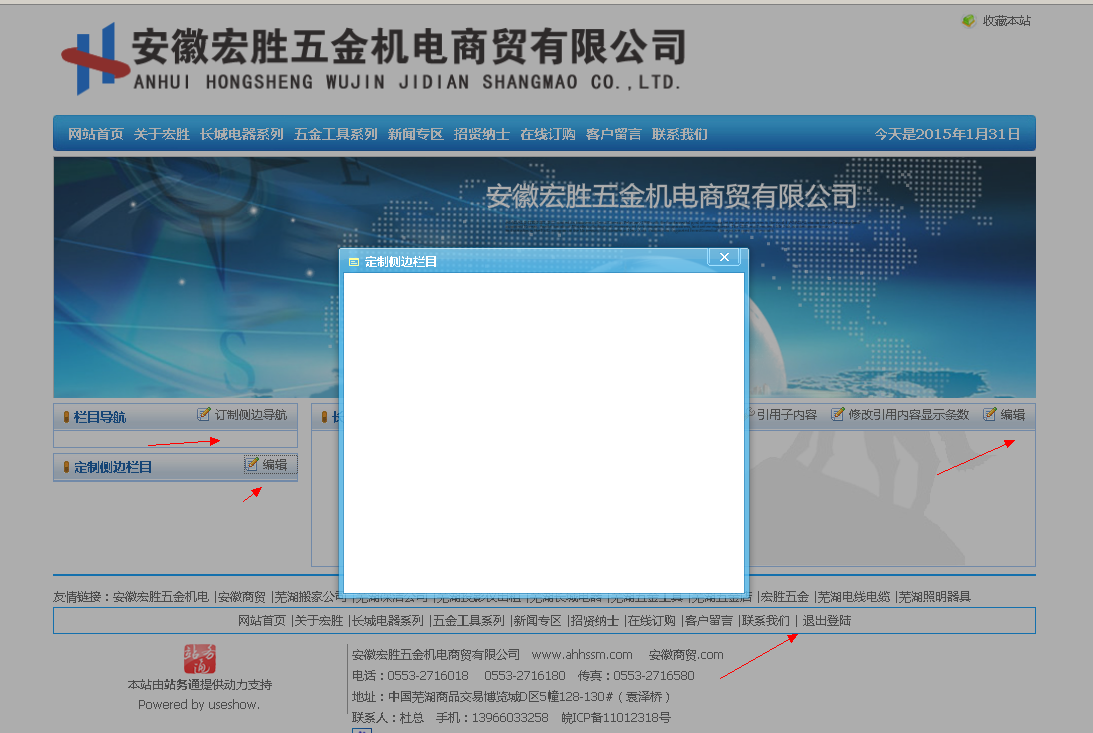 收藏本站
安徽宏胜五金机电商贸有限公司
ANHUI HONGSHENG WUJIN JIDIAN SHANGMAO CO.,LTD.
网站首页 关于宏胜 长城电器系列 五金工具系列 新闻专区 招贤纳士 在线订购 客户留言 联系我们 今天是2015年1月31日
安徽宏胜五金机电商贸有限公司
定制侧边栏目
栏目导航 订制侧边导航
引用子内容 修改引用内容显示条数 编辑
定制侧边栏目 编辑
友情链接：安徽宏胜五金机电 |安徽商贸 |芜湖搬家公司 |宏胜五金 |芜湖电线电缆 |芜湖照明器具
网站首页 |关于宏胜 |长城电器系列 |五金工具系列 |新闻专区 |招贤纳士 |在线订购 |客户留言 |联系我们 | 退出登陆
站务通
本站由站务通提供动力支持
Powered by useshow.
安徽宏胜五金机电商贸有限公司 www.ahhssm.com 安徽商贸.com
电话：0553-2716018 0553-2716180 传真：0553-2716580
地址：中国芜湖商品交易博览城D区5幢128-130#（袁泽桥）
联系人：杜总 手机：13966033258 皖ICP备11012318号